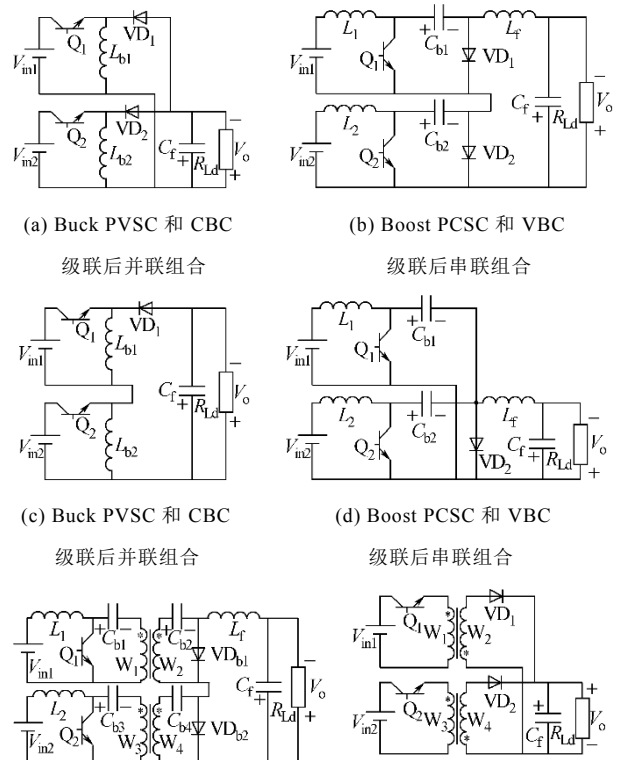 Q1 VD1 Lb1 Vin1
Q2 VD2 Lb2 Vin2 Cf + RLd − Vo +
(a) Buck PVSC 和 CBC
级联后并联组合
L1 + − Cb1 Lf Q1 VD1 Vin1
L2 + − Cb2 Q2 VD2 Vin2 Cf + RLd − Vo +
(b) Boost PCSC 和 VBC
级联后串联组合
Q1 VD1 Lb1 Vin1
Q2 Lb2 Vin2 Cf + RLd − Vo +
(c) Buck PVSC 和 CBC
级联后并联组合
L1 + − Cb1 Q1 Vin1
L2 + − Cb2 Lf Q2 VD2 Vin2 Cf + RLd − Vo +
(d) Boost PCSC 和 VBC
级联后串联组合
L1 + − Cb1 * * + − Cb2 Lf Q1 W1 W2 VDb1 Vin1
L2 Cb3 * * Cb4 Q2 W3 W4 VDb2 Vin2 Cf + RLd − Vo +
Q1 * W1 W2 * VD1 Vin1
Q2 * W3 W4 * VD2 Vin2 + Cf RLd + Vo −